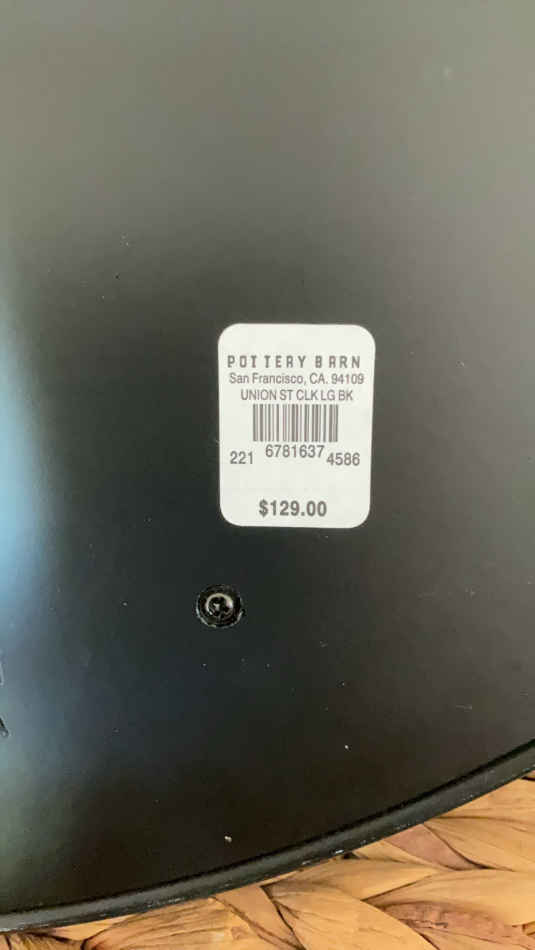 POTTERY BARN
San Francisco, CA. 94109
UNION ST CLK LG BK
221 6781637 4586
$129.00